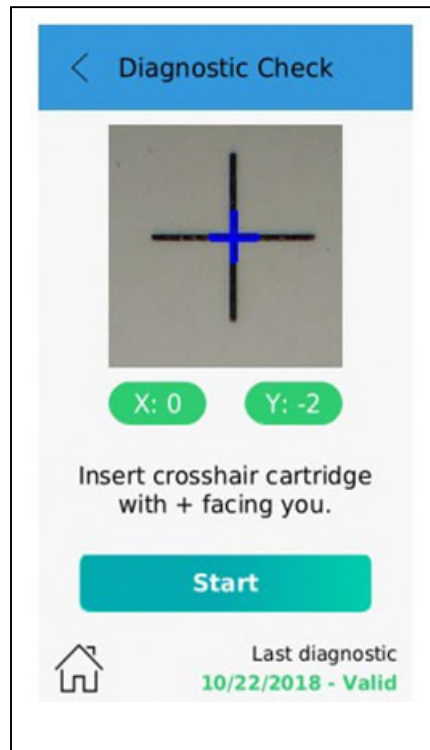 Diagnostic Check
X: 0
Y: -2
Insert crosshair cartridge
with + facing you.
Start
Last diagnostic
10/22/2018 - Valid